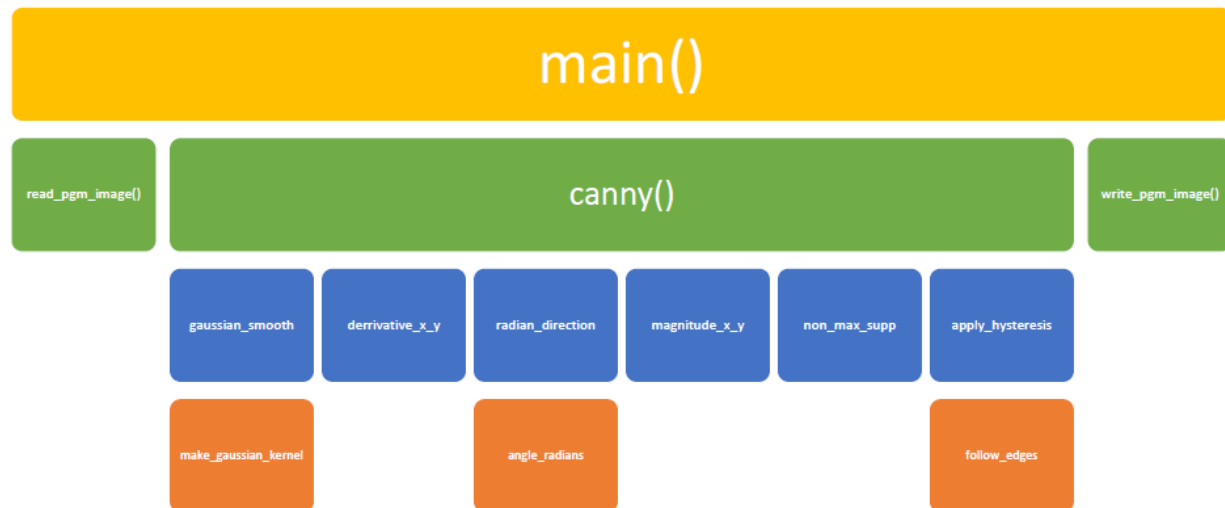 main()
read_pgm_image()
canny()
write_pgm_image()
gaussian_smooth
derrivative_x_y
radian_direction
magnitude_x_y
non_max_supp
apply_hysteresis
make_gaussian_kernel
angle_radians
follow_edges